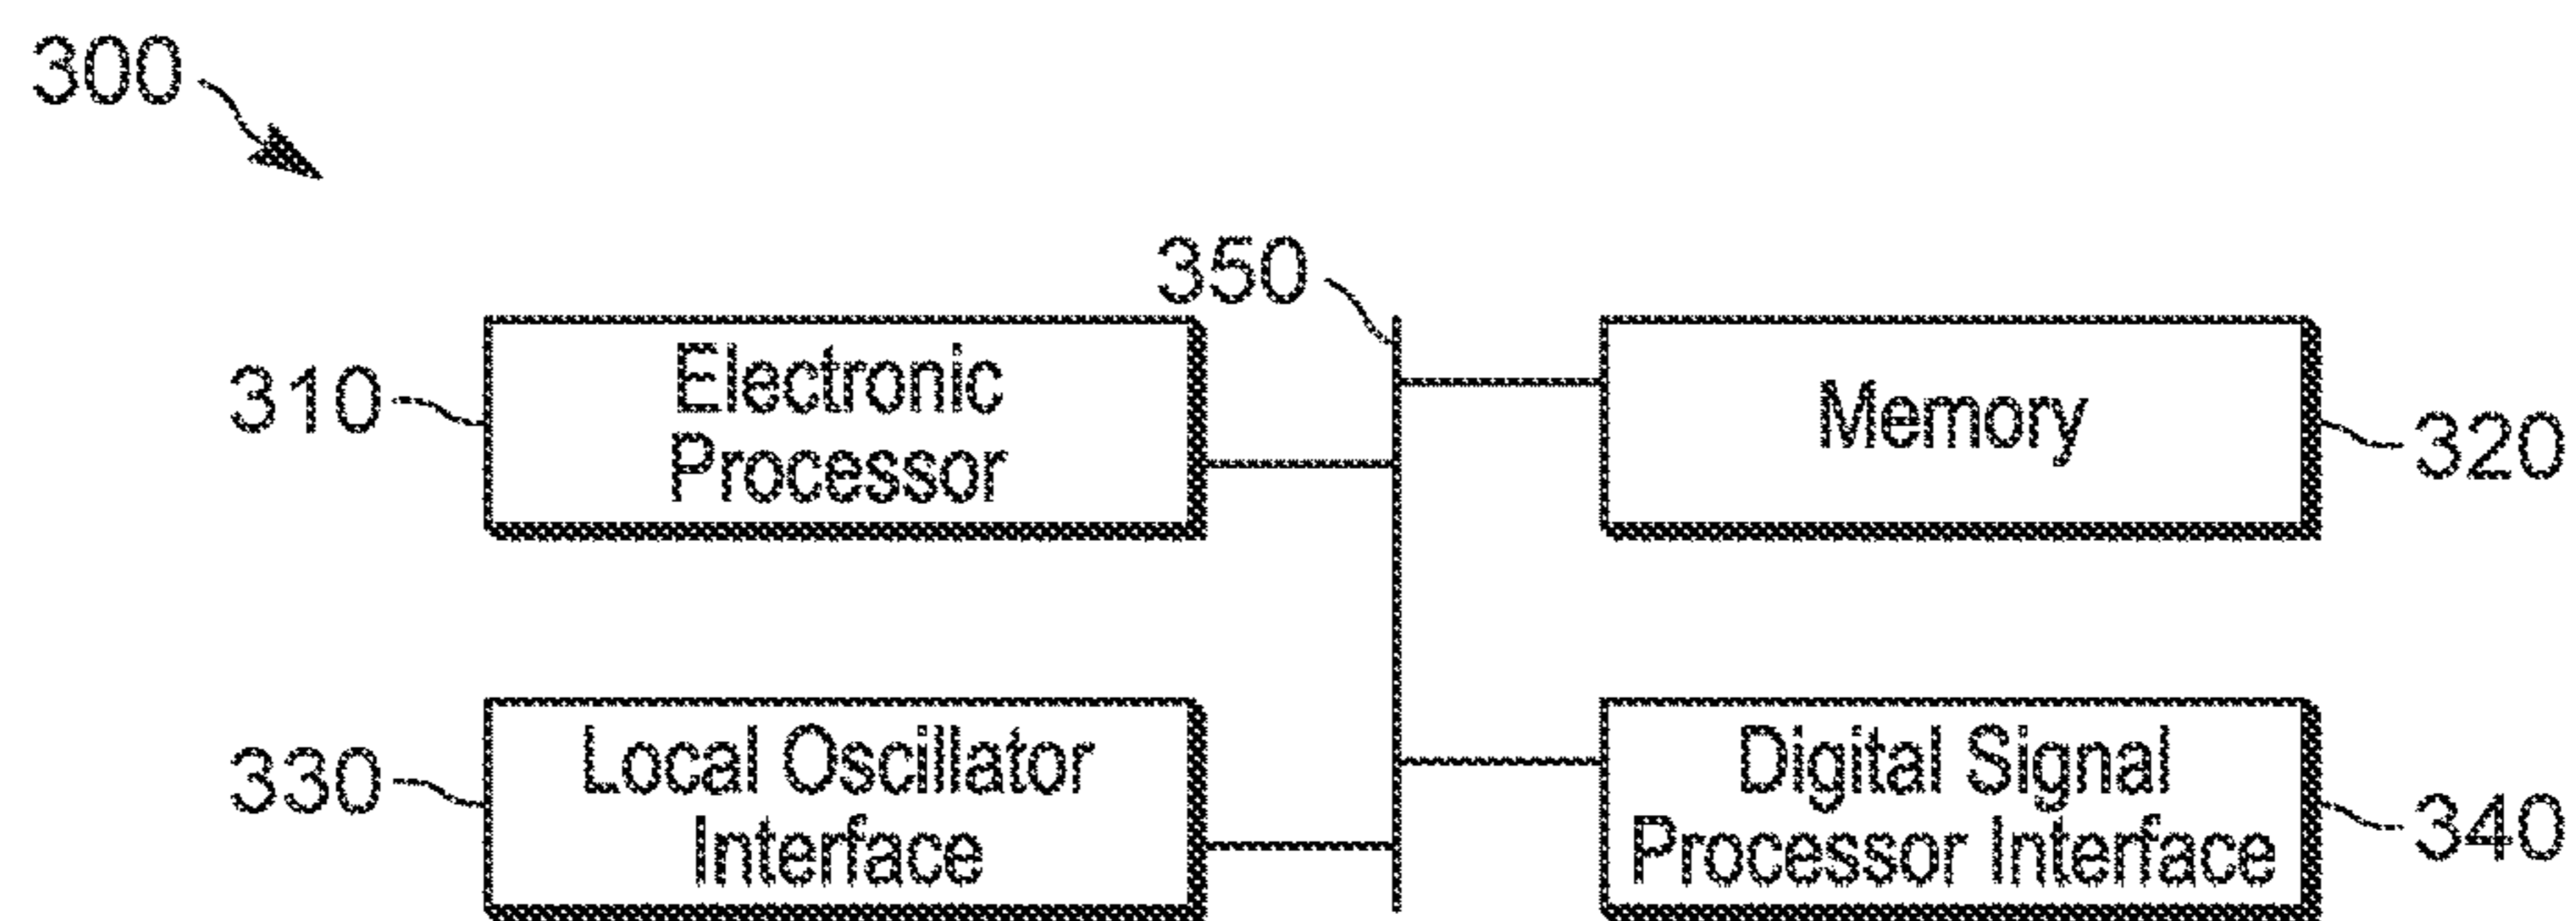 300
350
310
Electronic
Processor
Memory
320
330
Local Oscillator
Interface
Digital Signal
Processor Interface
340